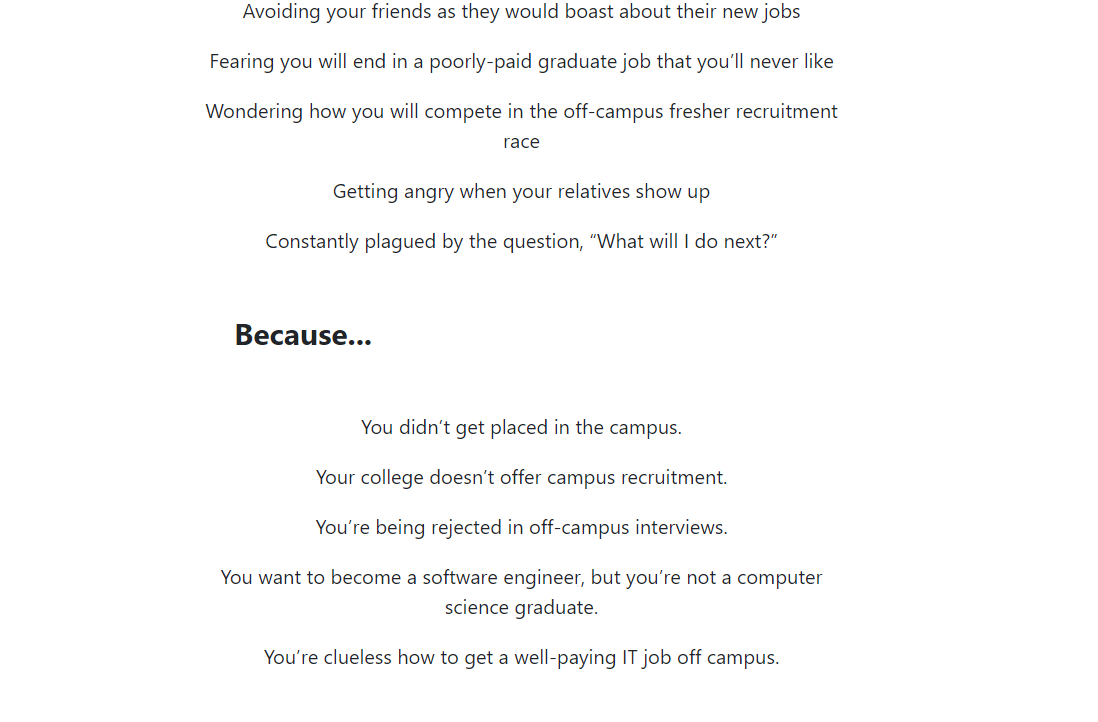 Avoiding your friends as they would boast about their new jobs
Fearing you will end in a poorly-paid graduate job that you’ll never like
Wondering how you will compete in the off-campus fresher recruitment
race
Getting angry when your relatives show up
Constantly plagued by the question, “What will I do next?”
Because...
You didn’t get placed in the campus.
Your college doesn’t offer campus recruitment.
You’re being rejected in off-campus interviews.
You want to become a software engineer, but you’re not a computer
science graduate.
You’re clueless how to get a well-paying IT job off campus.